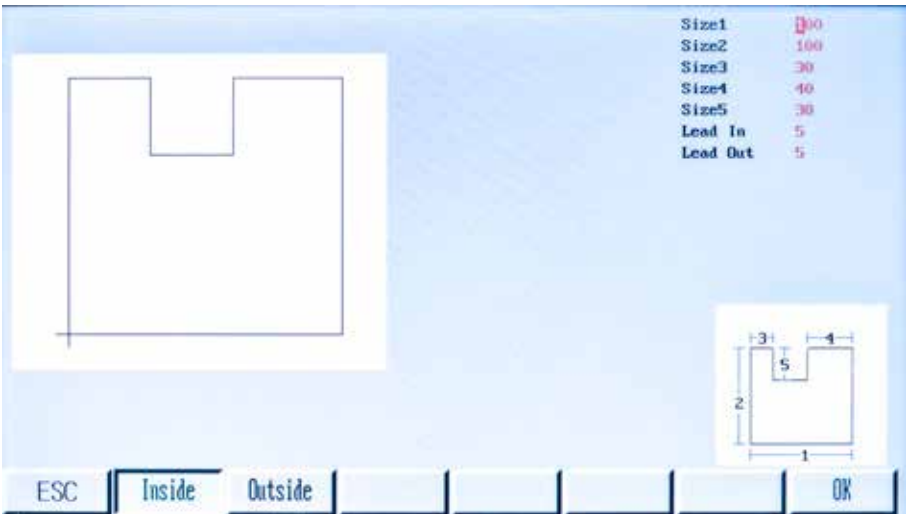 Size1 100
Size2 100
Size3 30
Size4 40
Size5 30
Lead In 5
Lead Out 5
3
4
5
2
1
ESC
Inside
Outside
OK